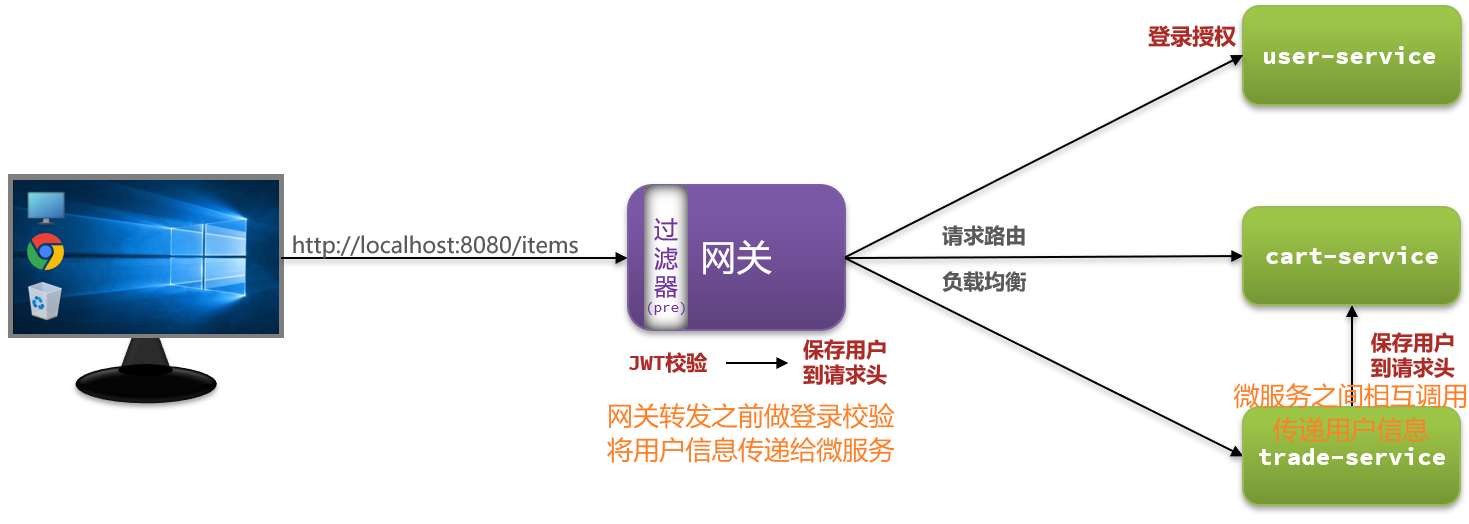 登录授权
user-service
http://localhost:8080/items
过
滤
器
(pre)
网关
请求路由
负载均衡
cart-service
JWT校验
保存用户
到请求头
网关转发之前做登录校验
将用户信息传递给微服务
保存用户
到请求头
微服务之间相互调用
传递用户信息
trade-service